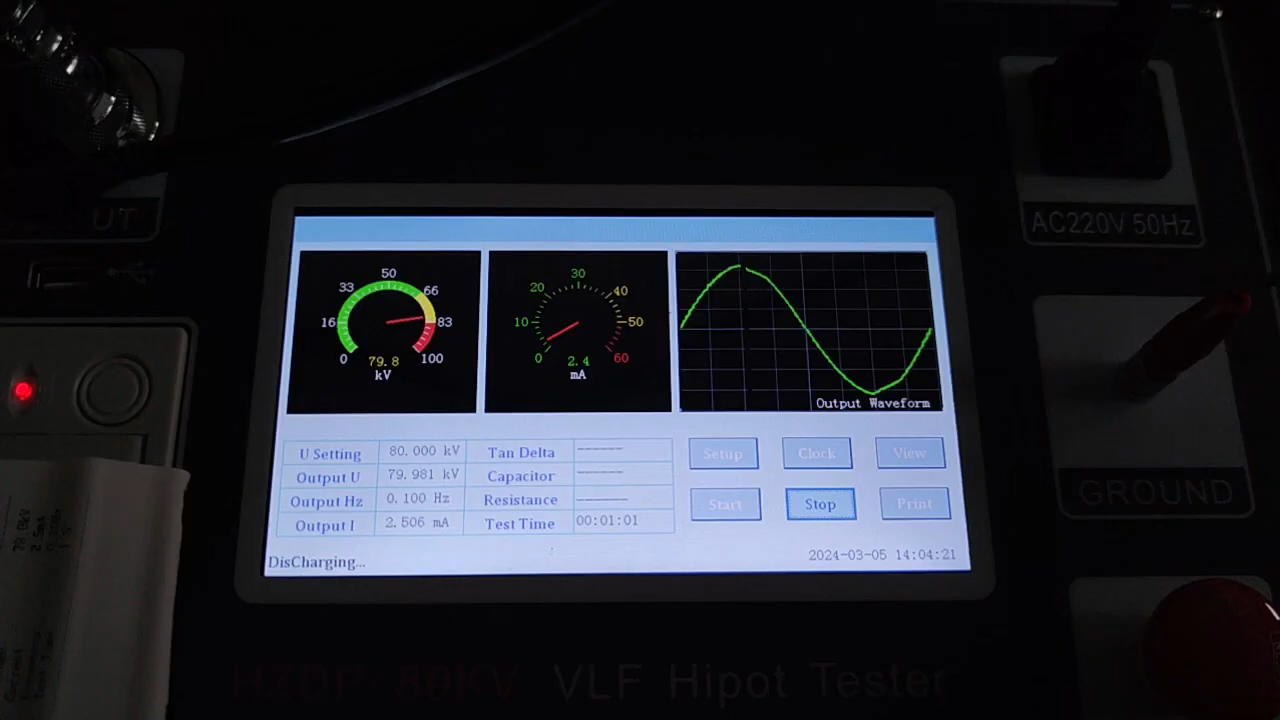 UT
AC220V 50Hz
50
33
66
16
83
0
100
79.8
kV
30
20
40
10
50
0
60
2.4
mA
Output Waveform
U Setting 80.000 kV Tan Delta -------
Output U 79.981 kV Capacitor -------
Output Hz 0.100 Hz Resistance --------
Output I 2.506 mA Test Time 00:01:01
Setup Clock View
Start Stop Print
DisCharging...
2024-03-05 14:04:21
GROUND
HZDP-80KV VLF Hipot Tester